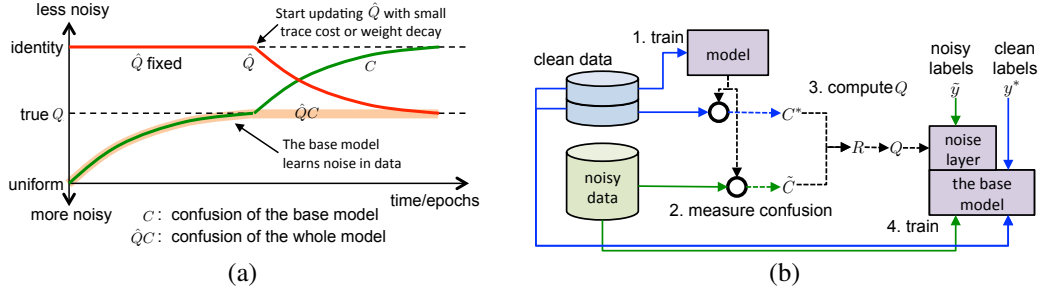 less noisy
identity
Start updating Q̂ with small
trace cost or weight decay
Q̂ fixed
Q̂
C
true Q
Q̂C
The base model
learns noise in data
uniform
time/epochs
more noisy
C : confusion of the base model
Q̂C : confusion of the whole model
(a)
1. train
model
clean data
noisy
labels
ỹ
clean
labels
y*
3. compute Q
C*
R
Q
noise
layer
noisy
data
C̃
the base
model
2. measure confusion
4. train
(b)